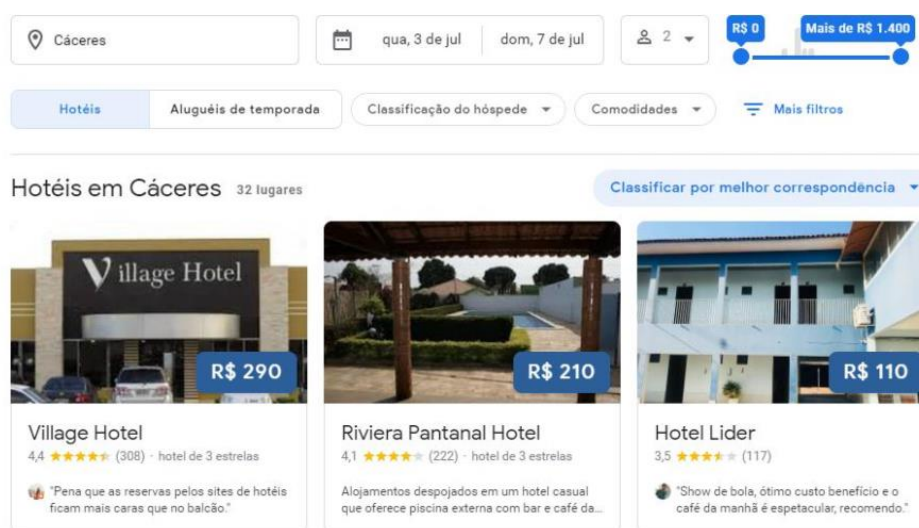 Cáceres
qua, 3 de jul
dom, 7 de jul
2
R$ 0
Mais de R$ 1.400
Hotéis
Aluguéis de temporada
Classificação do hóspede
Comodidades
Mais filtros
Hotéis em Cáceres 32 lugares
Classificar por melhor correspondência
Village Hotel
R$ 290
R$ 210
R$ 110
Village Hotel
4,4 (308) · hotel de 3 estrelas
"Pena que as reservas pelos sites de hotéis
ficam mais caras que no balcão."
Riviera Pantanal Hotel
4,1 (222) · hotel de 3 estrelas
Alojamentos despojados em um hotel casual
que oferece piscina externa com bar e café da...
Hotel Lider
3,5 (117)
"Show de bola, ótimo custo benefício e o
café da manhã é espetacular, recomendo."